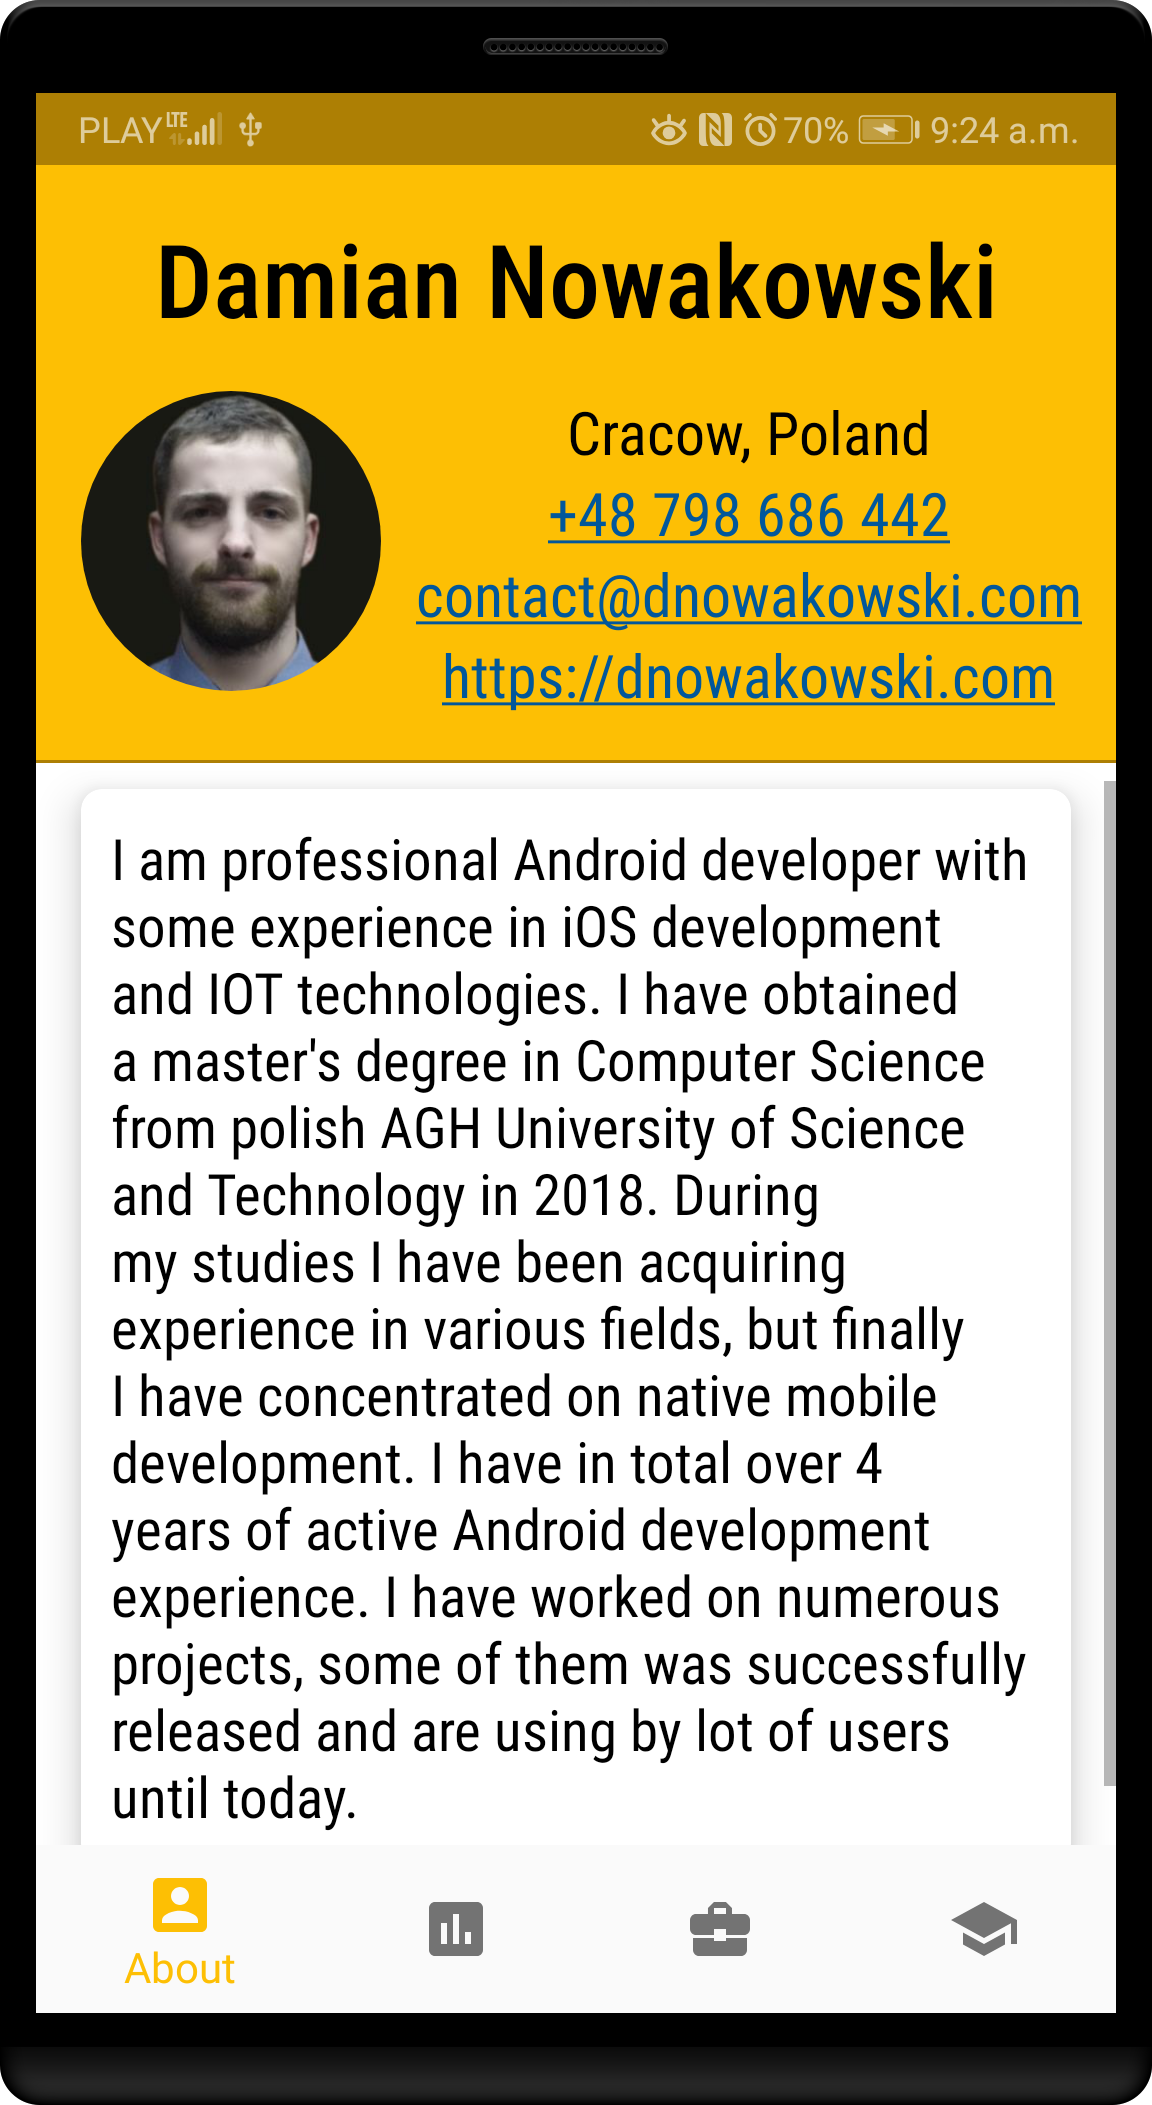 PLAY LTE 70% 9:24 a.m.
Damian Nowakowski
Cracow, Poland
+48 798 686 442
contact@dnowakowski.com
https://dnowakowski.com
I am professional Android developer with
some experience in iOS development
and IOT technologies. I have obtained
a master's degree in Computer Science
from polish AGH University of Science
and Technology in 2018. During
my studies I have been acquiring
experience in various fields, but finally
I have concentrated on native mobile
development. I have in total over 4
years of active Android development
experience. I have worked on numerous
projects, some of them was successfully
released and are using by lot of users
until today.
About